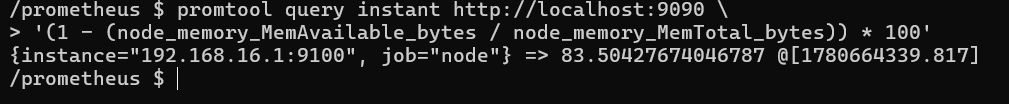 /prometheus $ promtool query instant http://localhost:9090 \
> '(1 - (node_memory_MemAvailable_bytes / node_memory_MemTotal_bytes)) * 100'
{instance="192.168.16.1:9100", job="node"} => 83.50427674046787 @[1780664339.817]
/prometheus $